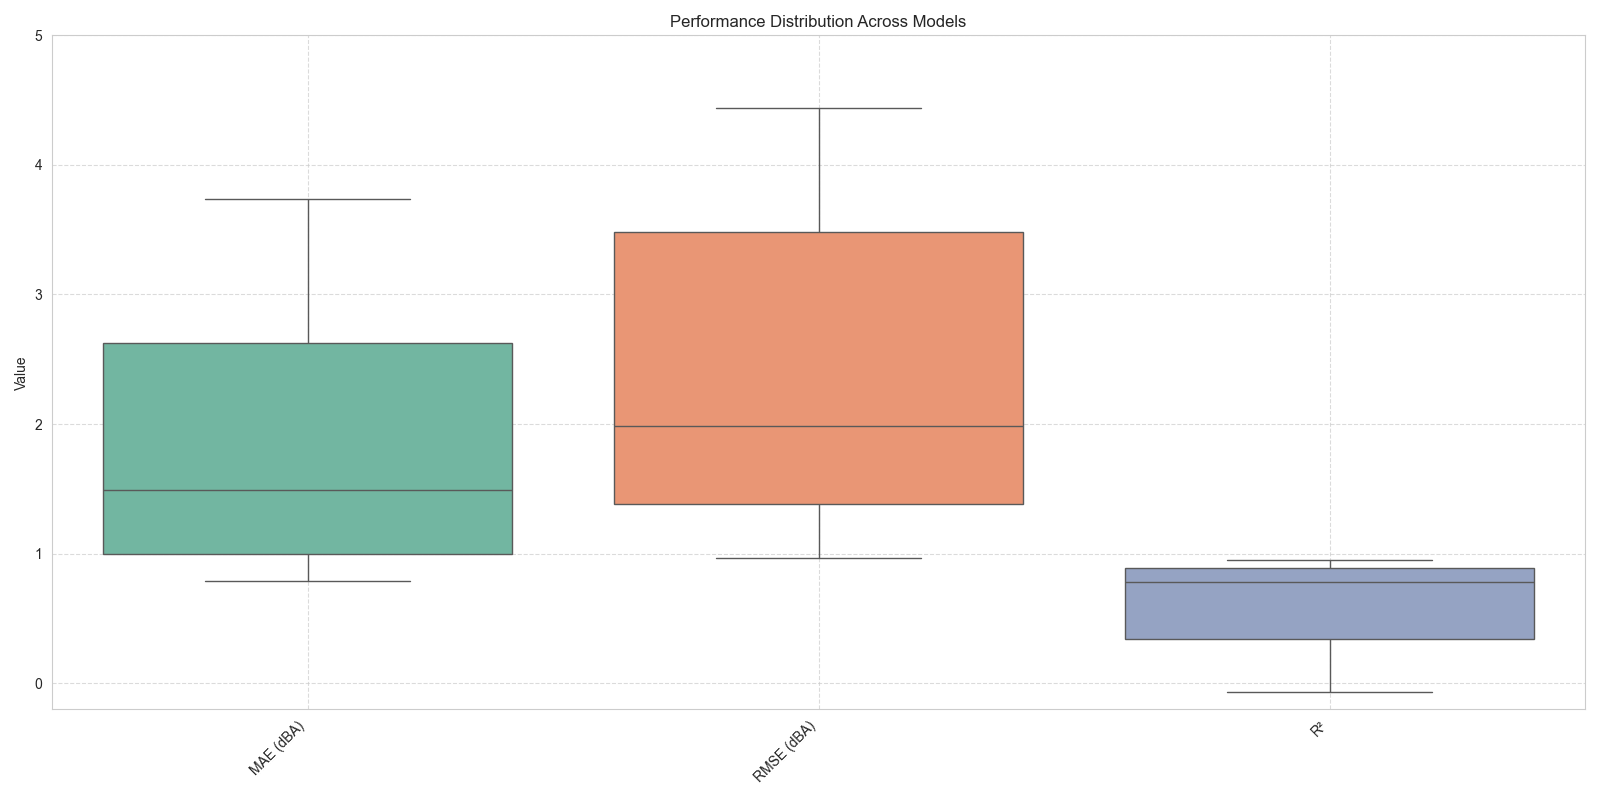 Performance Distribution Across Models
5
4
3
2
1
0
Value
MAE (dBA)
RMSE (dBA)
R²